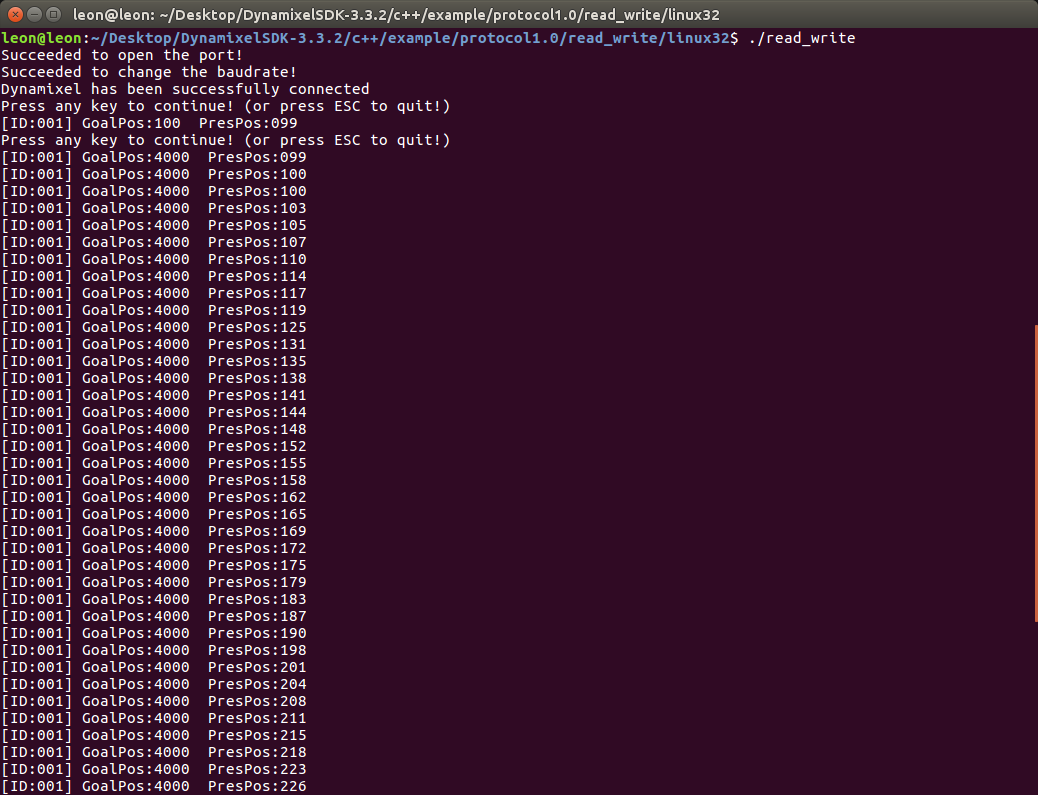 leon@leon: ~/Desktop/DynamixelSDK-3.3.2/c++/example/protocol1.0/read_write/linux32
leon@leon:~/Desktop/DynamixelSDK-3.3.2/c++/example/protocol1.0/read_write/linux32$ ./read_write
Succeeded to open the port!
Succeeded to change the baudrate!
Dynamixel has been successfully connected
Press any key to continue! (or press ESC to quit!)
[ID:001] GoalPos:100  PresPos:099
Press any key to continue! (or press ESC to quit!)
[ID:001] GoalPos:4000  PresPos:099
[ID:001] GoalPos:4000  PresPos:100
[ID:001] GoalPos:4000  PresPos:100
[ID:001] GoalPos:4000  PresPos:103
[ID:001] GoalPos:4000  PresPos:105
[ID:001] GoalPos:4000  PresPos:107
[ID:001] GoalPos:4000  PresPos:110
[ID:001] GoalPos:4000  PresPos:114
[ID:001] GoalPos:4000  PresPos:117
[ID:001] GoalPos:4000  PresPos:119
[ID:001] GoalPos:4000  PresPos:125
[ID:001] GoalPos:4000  PresPos:131
[ID:001] GoalPos:4000  PresPos:135
[ID:001] GoalPos:4000  PresPos:138
[ID:001] GoalPos:4000  PresPos:141
[ID:001] GoalPos:4000  PresPos:144
[ID:001] GoalPos:4000  PresPos:148
[ID:001] GoalPos:4000  PresPos:152
[ID:001] GoalPos:4000  PresPos:155
[ID:001] GoalPos:4000  PresPos:158
[ID:001] GoalPos:4000  PresPos:162
[ID:001] GoalPos:4000  PresPos:165
[ID:001] GoalPos:4000  PresPos:169
[ID:001] GoalPos:4000  PresPos:172
[ID:001] GoalPos:4000  PresPos:175
[ID:001] GoalPos:4000  PresPos:179
[ID:001] GoalPos:4000  PresPos:183
[ID:001] GoalPos:4000  PresPos:187
[ID:001] GoalPos:4000  PresPos:190
[ID:001] GoalPos:4000  PresPos:198
[ID:001] GoalPos:4000  PresPos:201
[ID:001] GoalPos:4000  PresPos:204
[ID:001] GoalPos:4000  PresPos:208
[ID:001] GoalPos:4000  PresPos:211
[ID:001] GoalPos:4000  PresPos:215
[ID:001] GoalPos:4000  PresPos:218
[ID:001] GoalPos:4000  PresPos:223
[ID:001] GoalPos:4000  PresPos:226